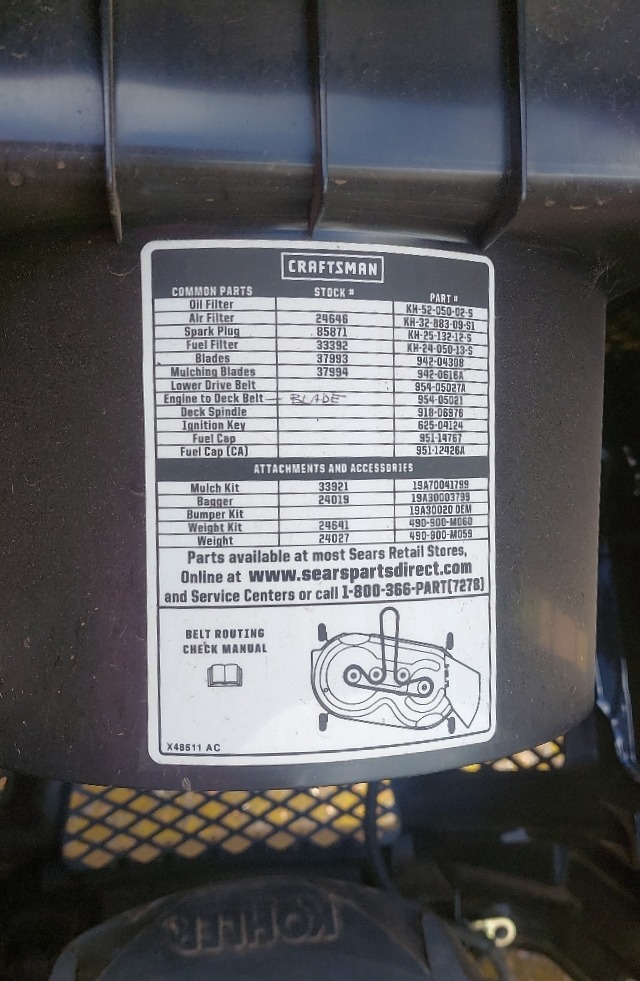 CRAFTSMAN
COMMON PARTS STOCK # PART #
Oil Filter KH-52-050-02-S
Air Filter 24646 KH-32-883-09-S1
Spark Plug 85871 KH-25-132-12-S
Fuel Filter 33392 KH-24-050-13-S
Blades 37993 942-04308
Mulching Blades 37994 942-0616A
Lower Drive Belt 954-05027A
Engine to Deck Belt — BLADE 954-05021
Deck Spindle 918-06976
Ignition Key 625-04124
Fuel Cap 951-14767
Fuel Cap (CA) 951-12426A
ATTACHMENTS AND ACCESSORIES
Mulch Kit 33921 19A70041799
Bagger 24019 19A30003799
Bumper Kit 19A30020 OEM
Weight Kit 24641 490-900-M060
Weight 24027 490-900-M059
Parts available at most Sears Retail Stores,
Online at www.searspartsdirect.com
and Service Centers or call 1-800-366-PART(7278)
BELT ROUTING
CHECK MANUAL
X48511 AC
KOHLER